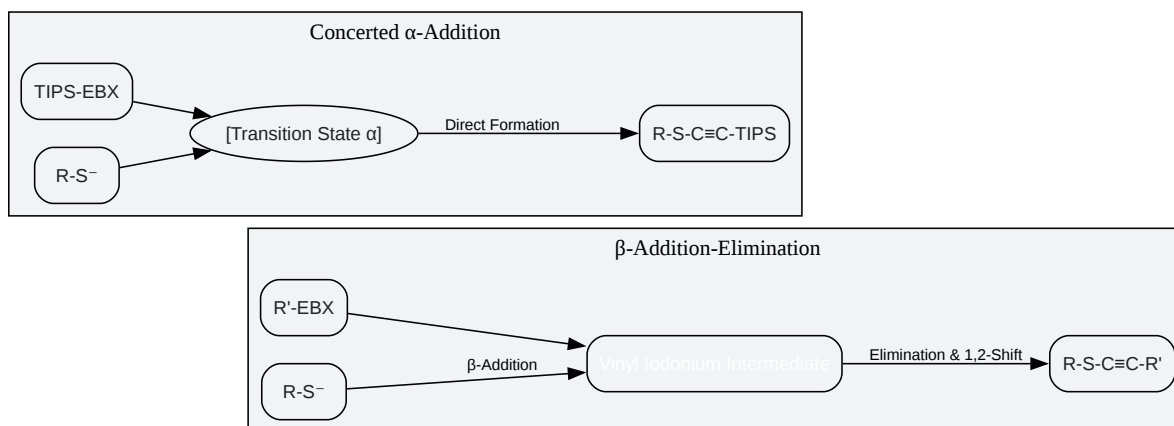 Concerted α-Addition
TIPS-EBX
[Transition State α]
Direct Formation
R-S-C≡C-TIPS
R-S⁻
β-Addition-Elimination
R'-EBX
Vinyl Iodonium Intermediate
Elimination & 1,2-Shift
R-S-C≡C-R'
β-Addition
R-S⁻